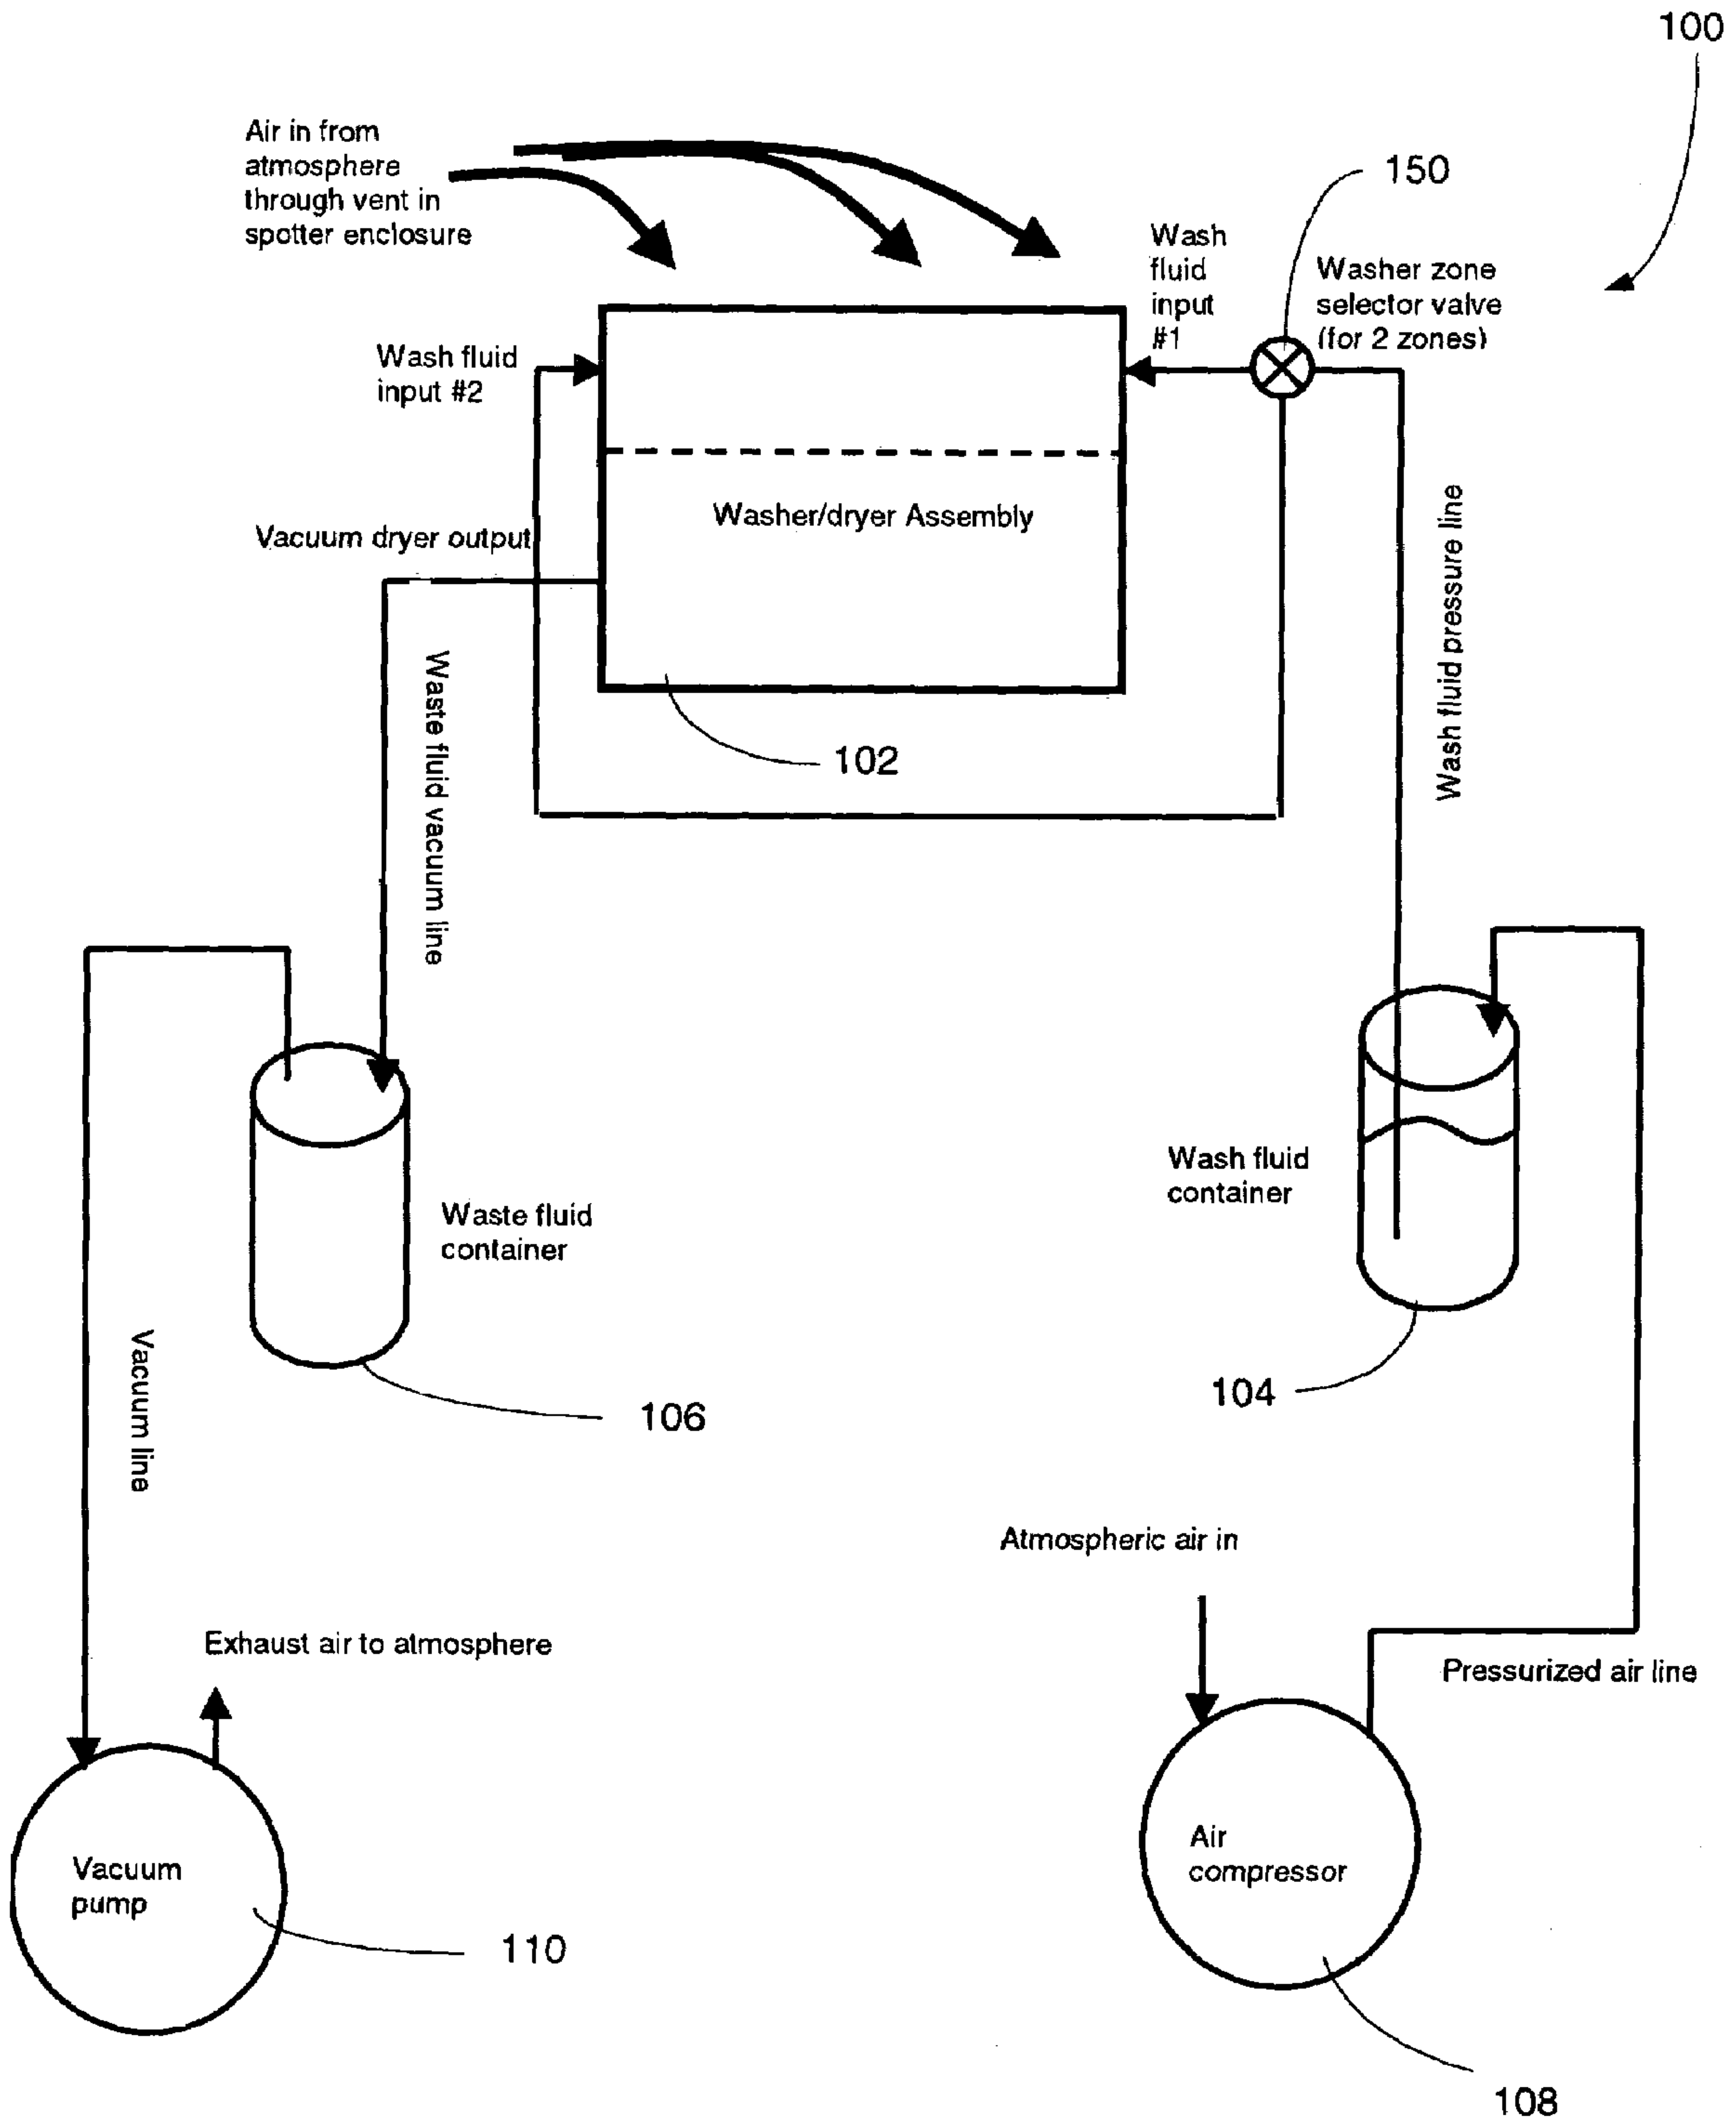 100
Air in from
atmosphere
through vent in
spotter enclosure
150
Wash
fluid
input
#1
Washer zone
selector valve
(for 2 zones)
Wash fluid
input #2
Washer/dryer Assembly
Vacuum dryer output
Wash fluid pressure line
Waste fluid vacuum line
102
Wash fluid
container
Waste fluid
container
104
106
Vacuum line
Atmospheric air in
Exhaust air to atmosphere
Pressurized air line
Air
compressor
Vacuum
pump
110
108